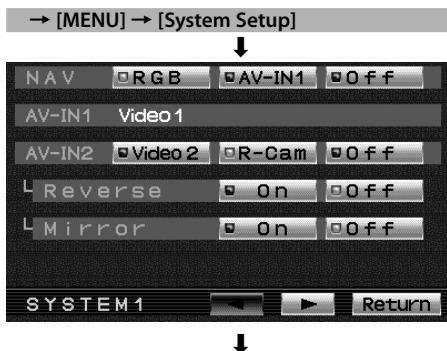 → [MENU] → [System Setup]
NAV RGB AV-IN1 Off
AV-IN1 Video 1
AV-IN2 Video 2 R-Cam Off
Reverse On Off
Mirror On Off
SYSTEM1 Return